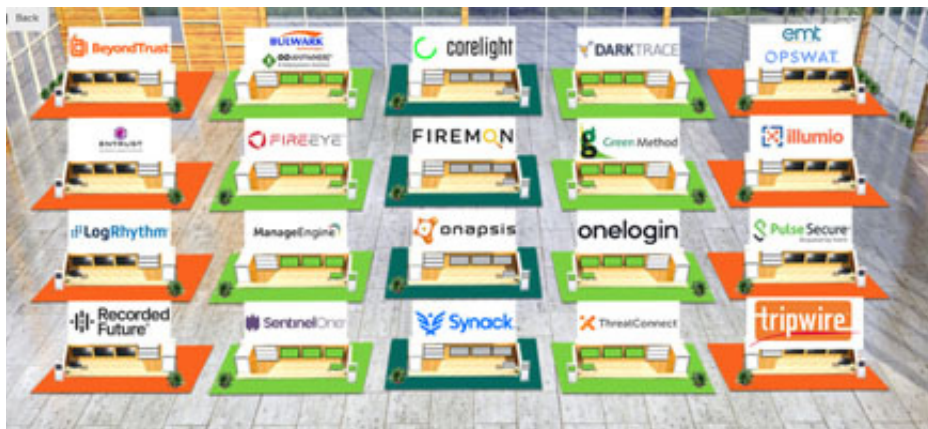 Back
BeyondTrust
BULWARK
GOANYWHERE
corelight
DARKTRACE
emt
OPSWAT.
ENTRUST
FIREEYE
FIREMON
Green Method
illumio
LogRhythm
ManageEngine
onapsis
onelogin
Pulse Secure
Recorded
Future
SentinelOne
Synack
ThreatConnect
tripwire